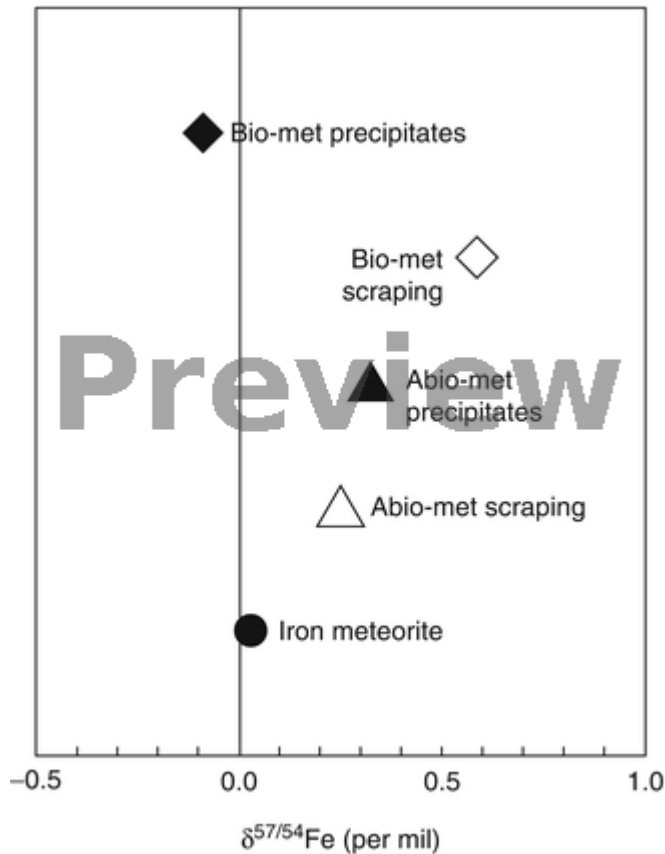 Bio-met precipitates
Bio-met
scraping
Preview
Abio-met
precipitates
Abio-met scraping
Iron meteorite
–0.5 0.0 0.5 1.0
δ57/54Fe (per mil)